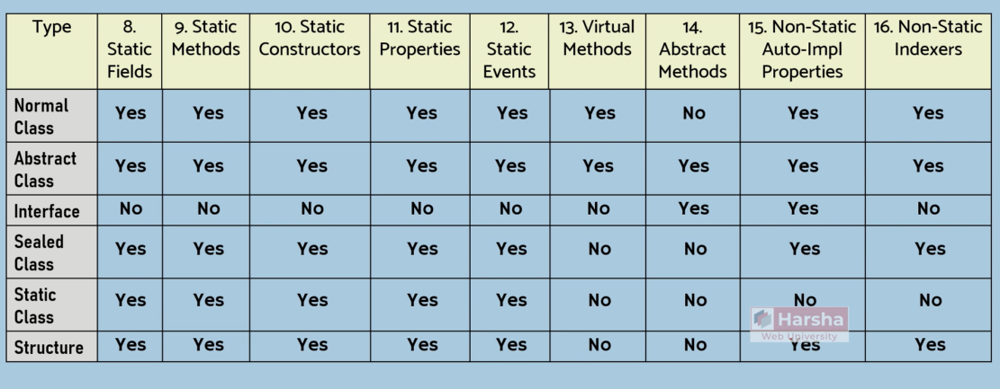 Type 8. Static Fields 9. Static Methods 10. Static Constructors 11. Static Properties 12. Static Events 13. Virtual Methods 14. Abstract Methods 15. Non-Static Auto-Impl Properties 16. Non-Static Indexers
Normal Class Yes Yes Yes Yes Yes Yes No Yes Yes
Abstract Class Yes Yes Yes Yes Yes Yes Yes Yes Yes
Interface No No No No No No Yes Yes No
Sealed Class Yes Yes Yes Yes Yes No No Yes Yes
Static Class Yes Yes Yes Yes Yes No No No No
Harsha
Web University
Structure Yes Yes Yes Yes Yes No No Yes Yes